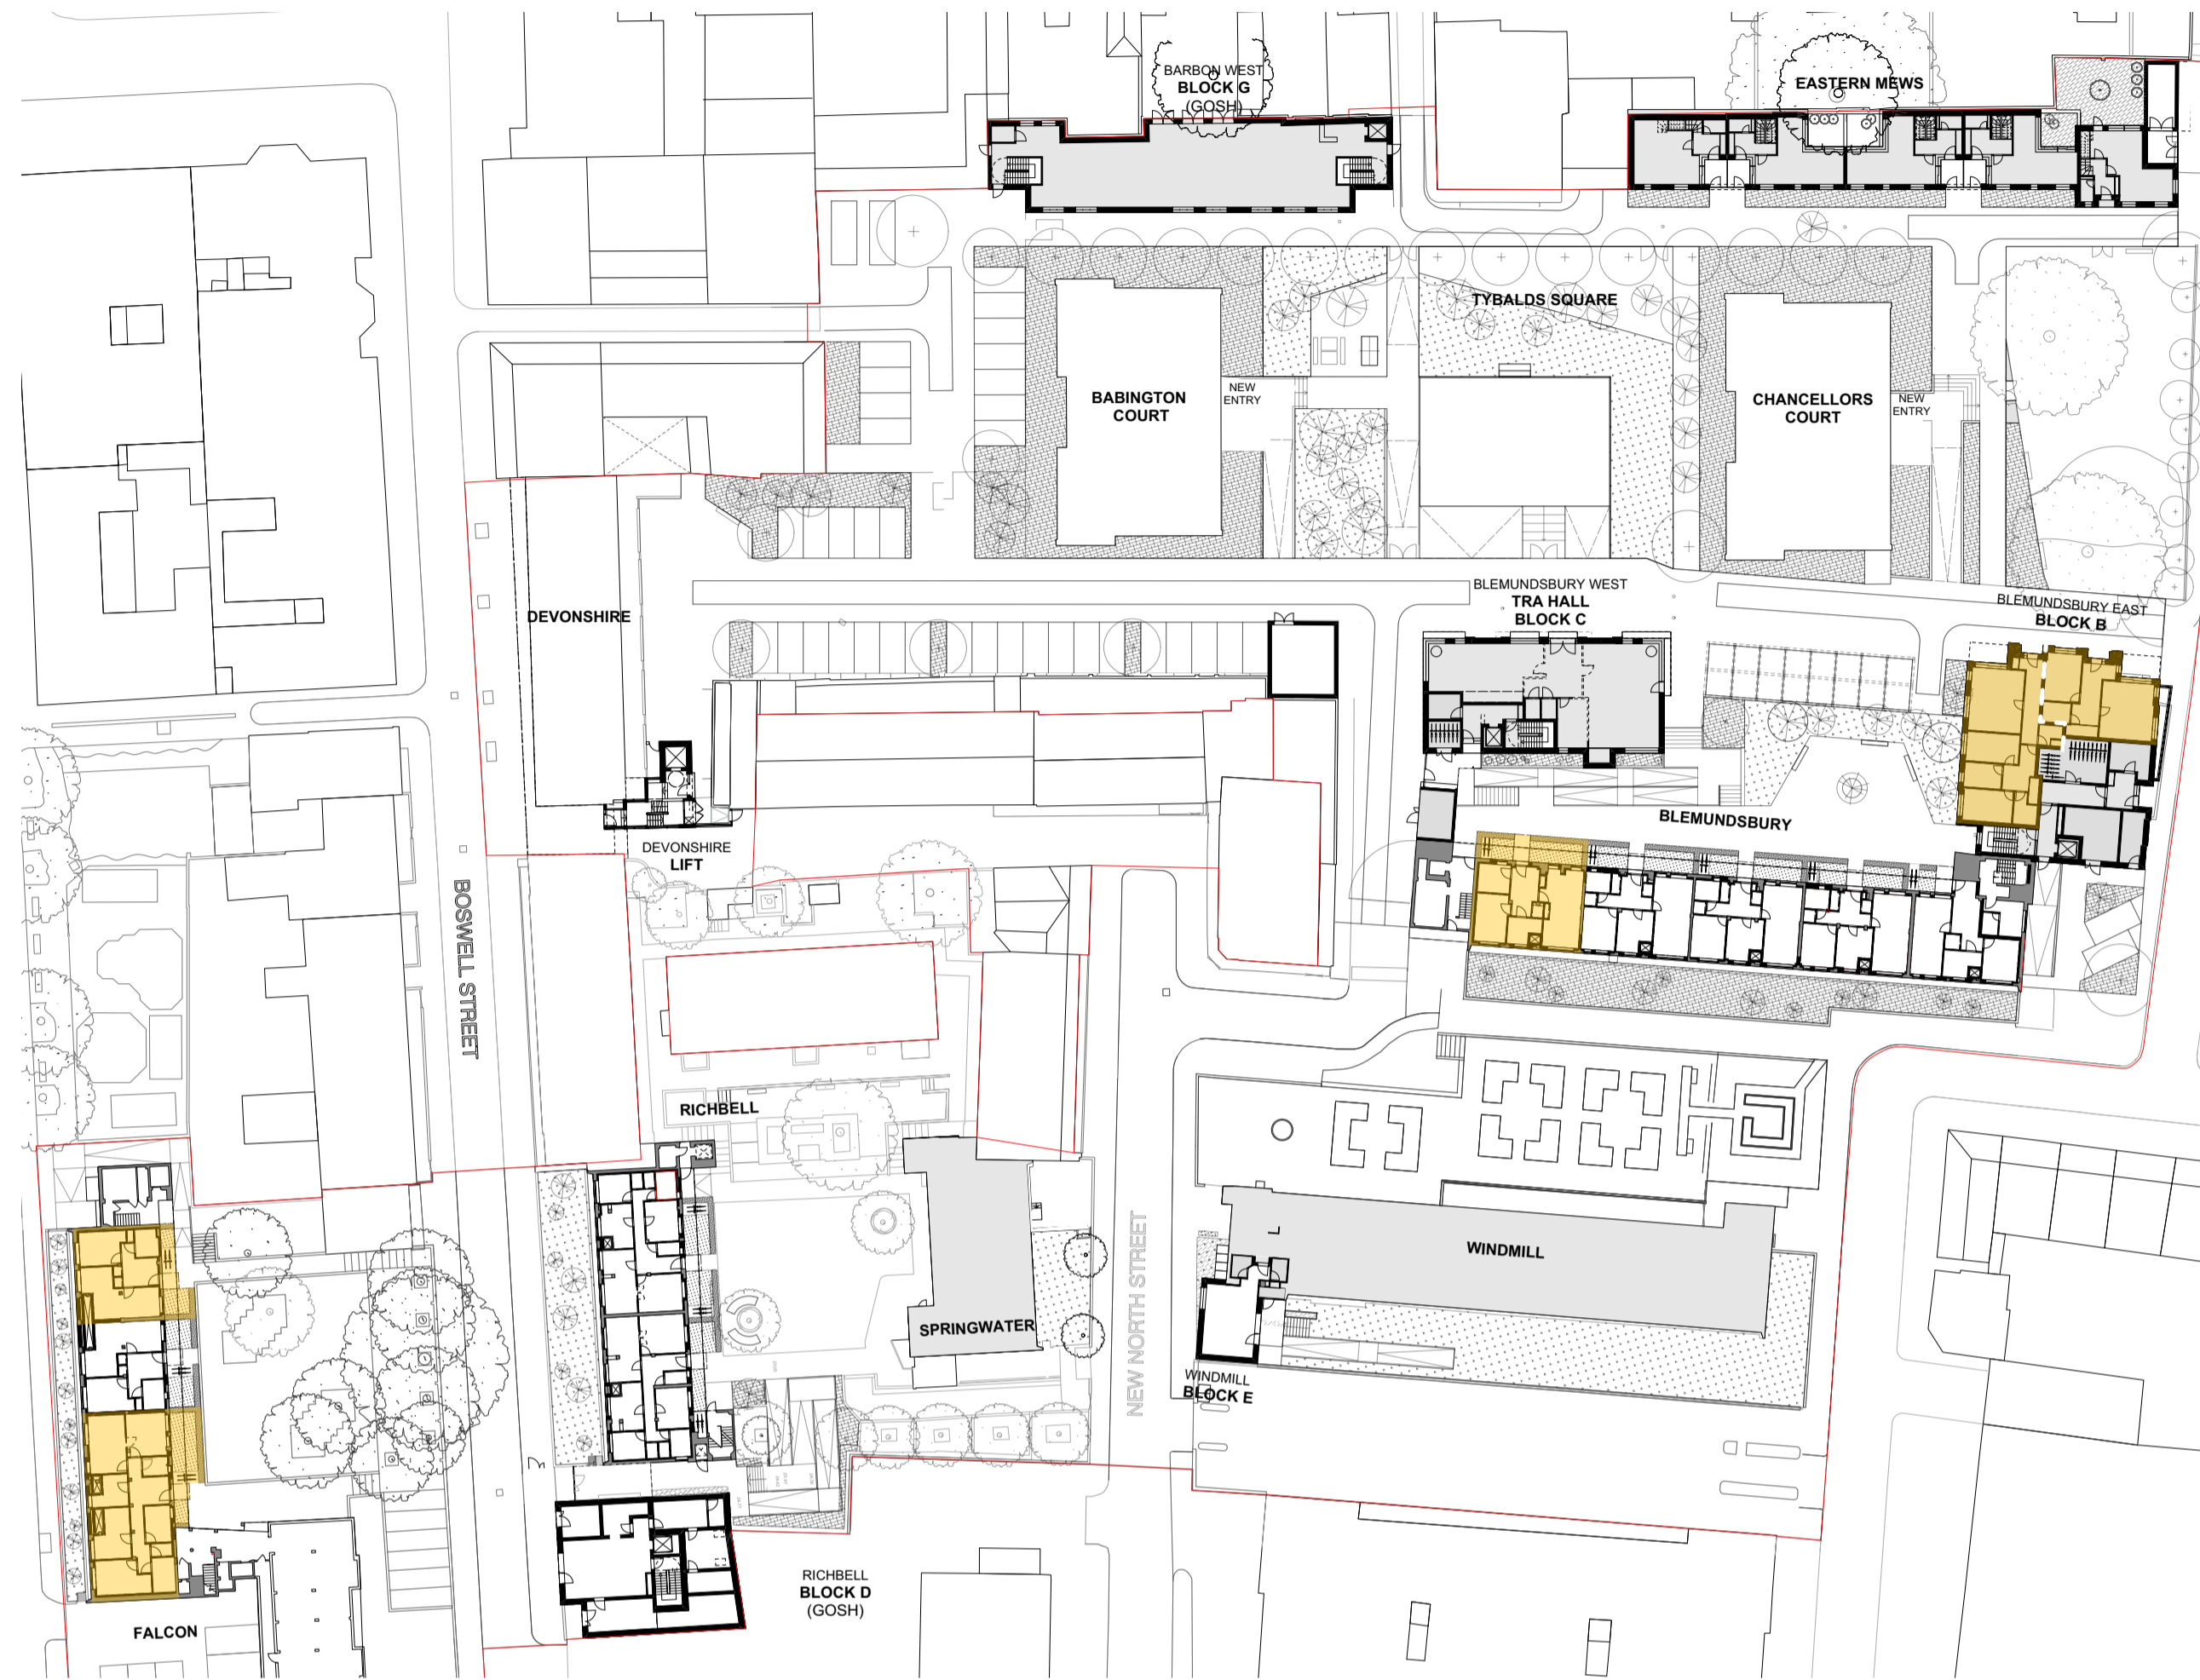 BARBON WEST
BLOCK G
(GOSH)
EASTERN MEWS
TYBALDS SQUARE
BABINGTON
COURT
NEW
ENTRY
CHANCELLORS
COURT
NEW
ENTRY
BLEMUNDSBURY WEST
TRA HALL
BLOCK C
BLEMUNDSBURY EAST
BLOCK B
DEVONSHIRE
BLEMUNDSBURY
DEVONSHIRE
LIFT
BOSWELL STREET
RICHBELL
NEW NORTH STREET
WINDMILL
SPRINGWATER
WINDMILL
BLOCK E
RICHBELL
BLOCK D
(GOSH)
FALCON